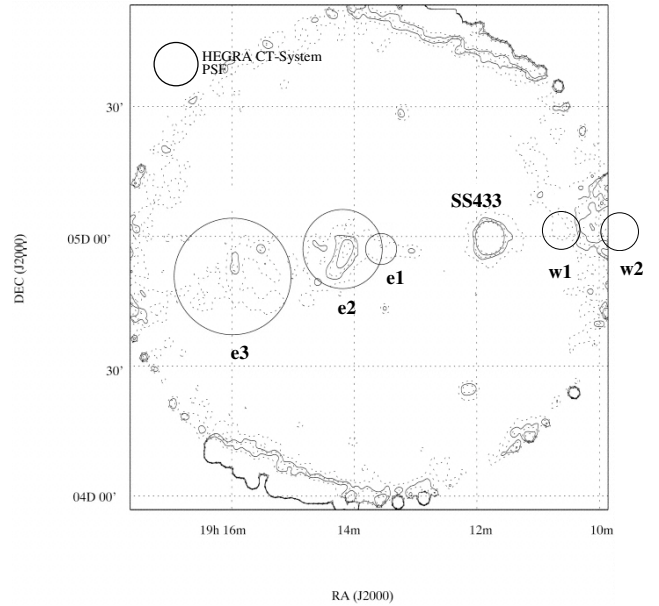 HEGRA CT-System
PSF
30'
SS433
05D 00'
DEC (J2000)
w1
w2
e1
e2
e3
30'
04D 00'
19h 16m
14m
12m
10m
RA (J2000)